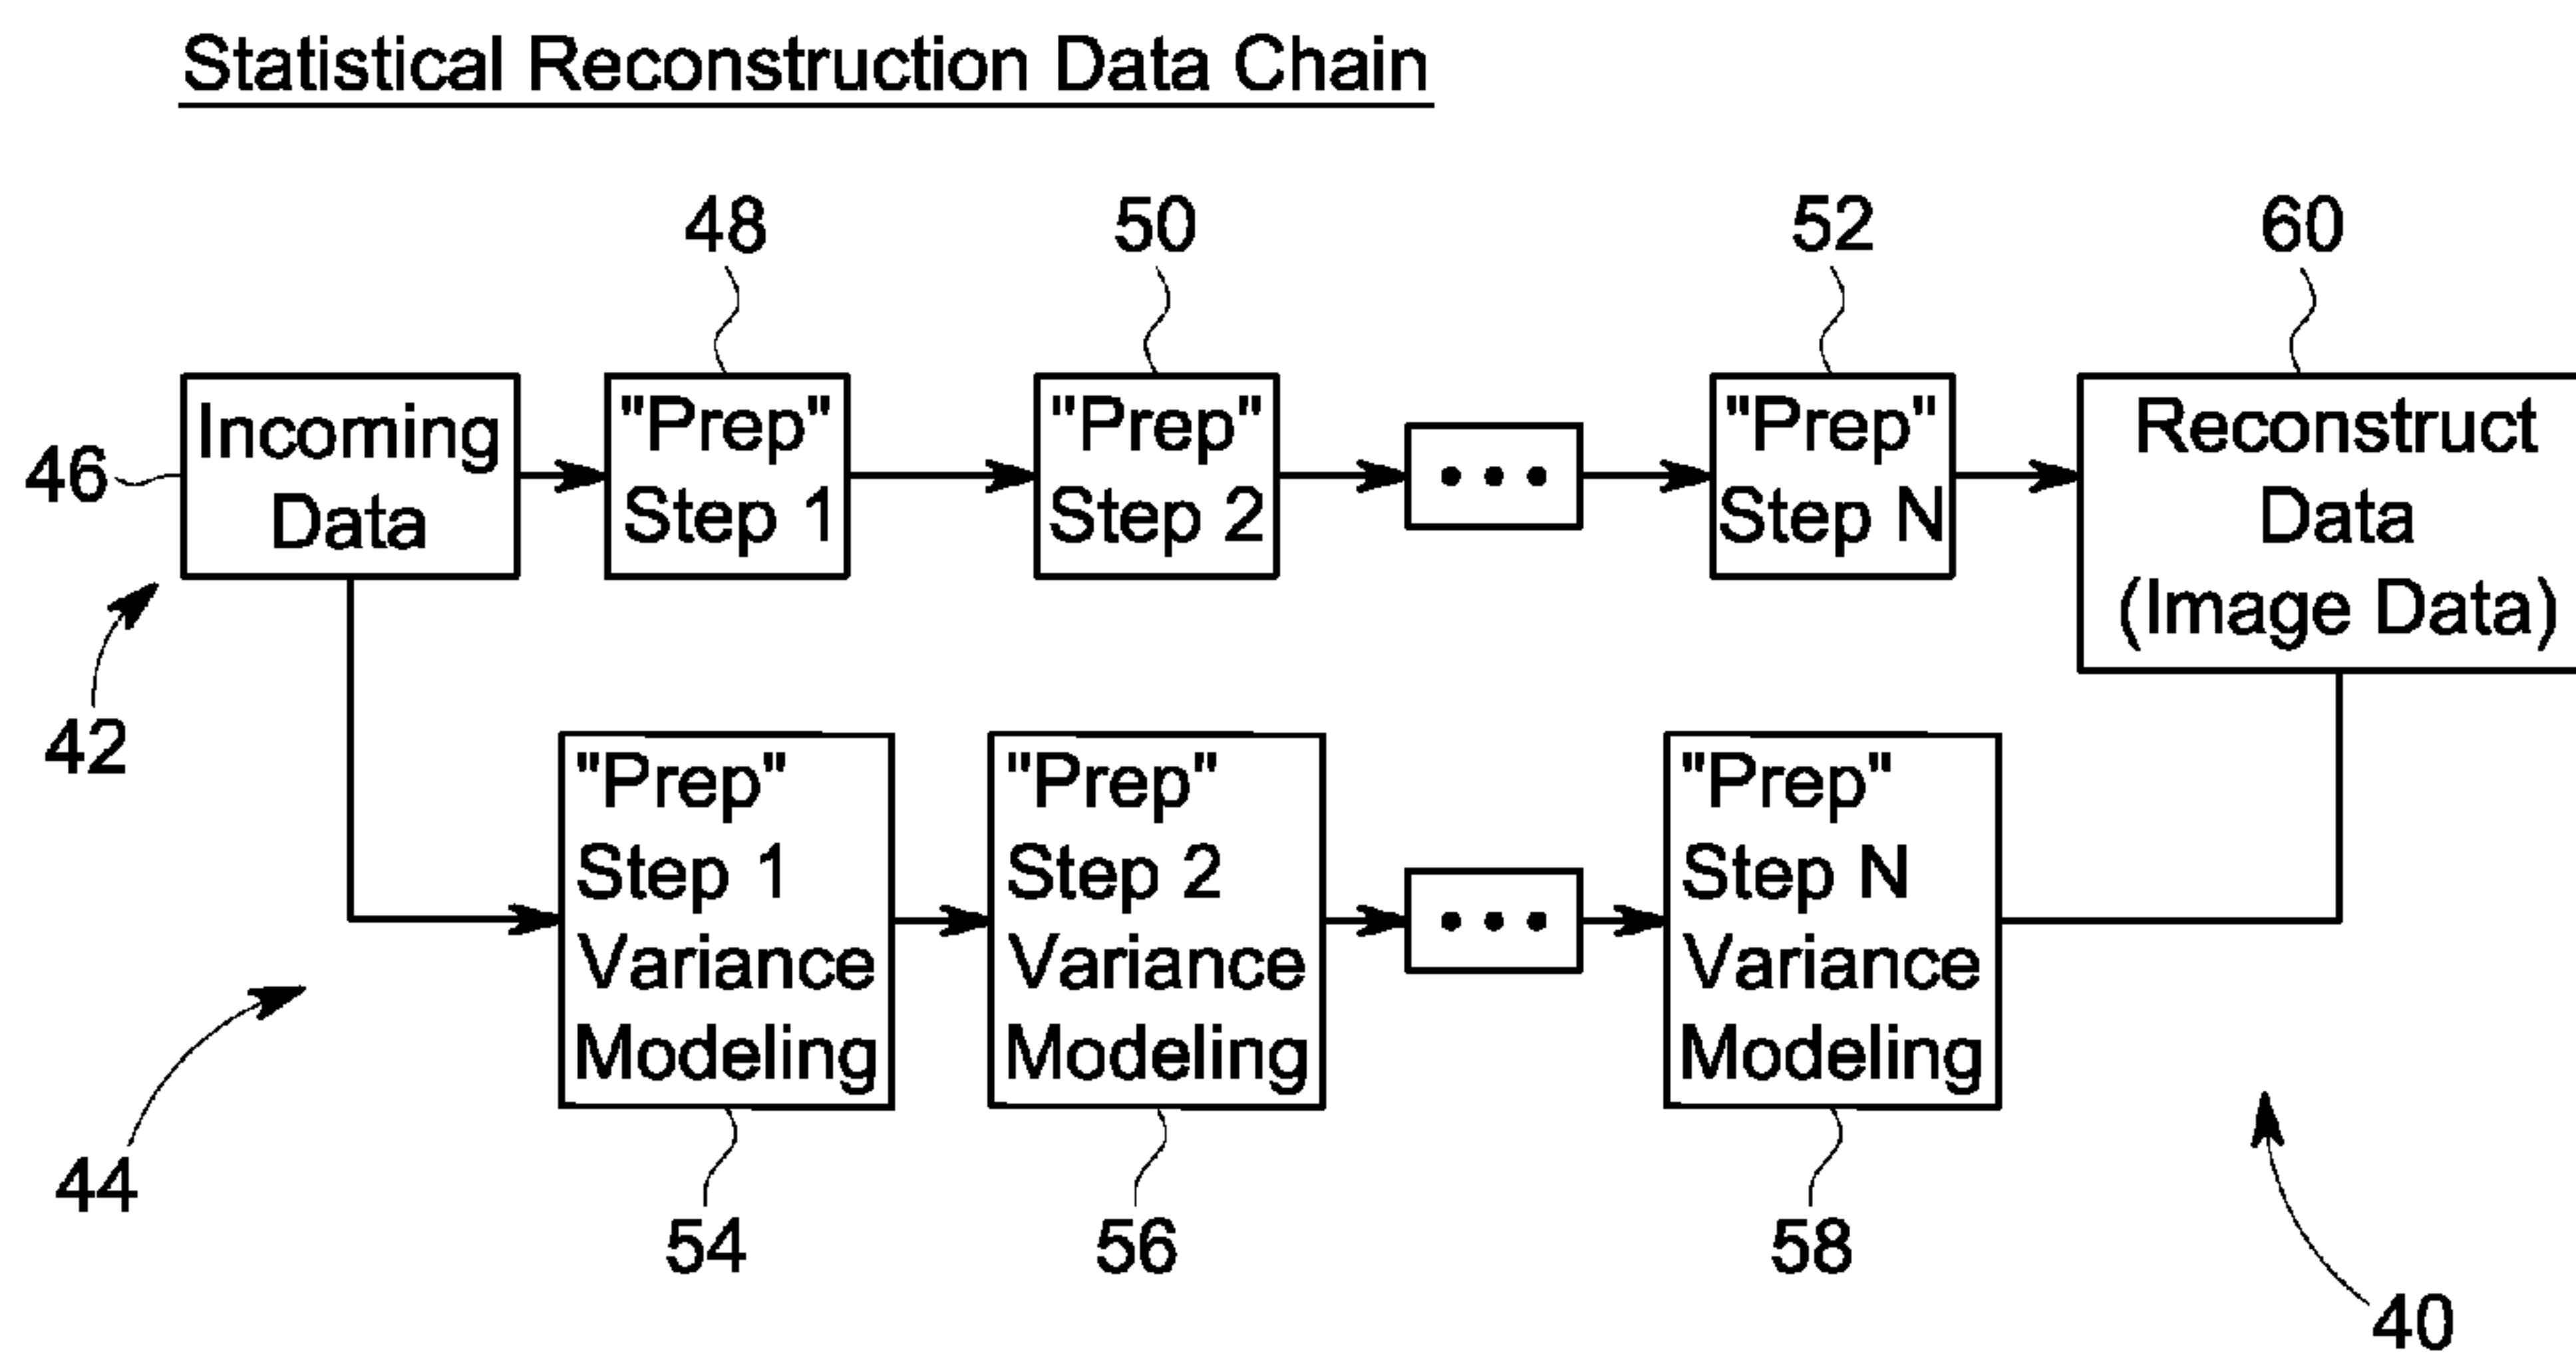 Statistical Reconstruction Data Chain
48
50
52
60
46
Incoming
Data
"Prep"
Step 1
"Prep"
Step 2
• • •
"Prep"
Step N
Reconstruct
Data
(Image Data)
42
"Prep"
Step 1
Variance
Modeling
"Prep"
Step 2
Variance
Modeling
• • •
"Prep"
Step N
Variance
Modeling
44
54
56
58
40